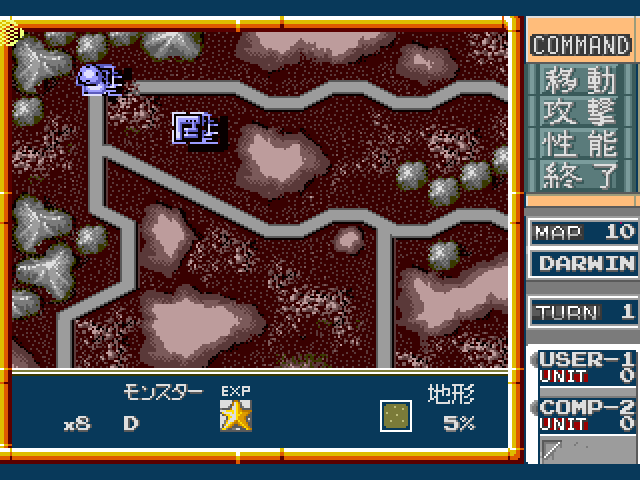 COMMAND
移動
攻撃
性能
終了
MAP 10
DARWIN
TURN 1
USER-1
UNIT 0
COMP-2
UNIT 0
モンスター EXP 地形
x8 D 5%